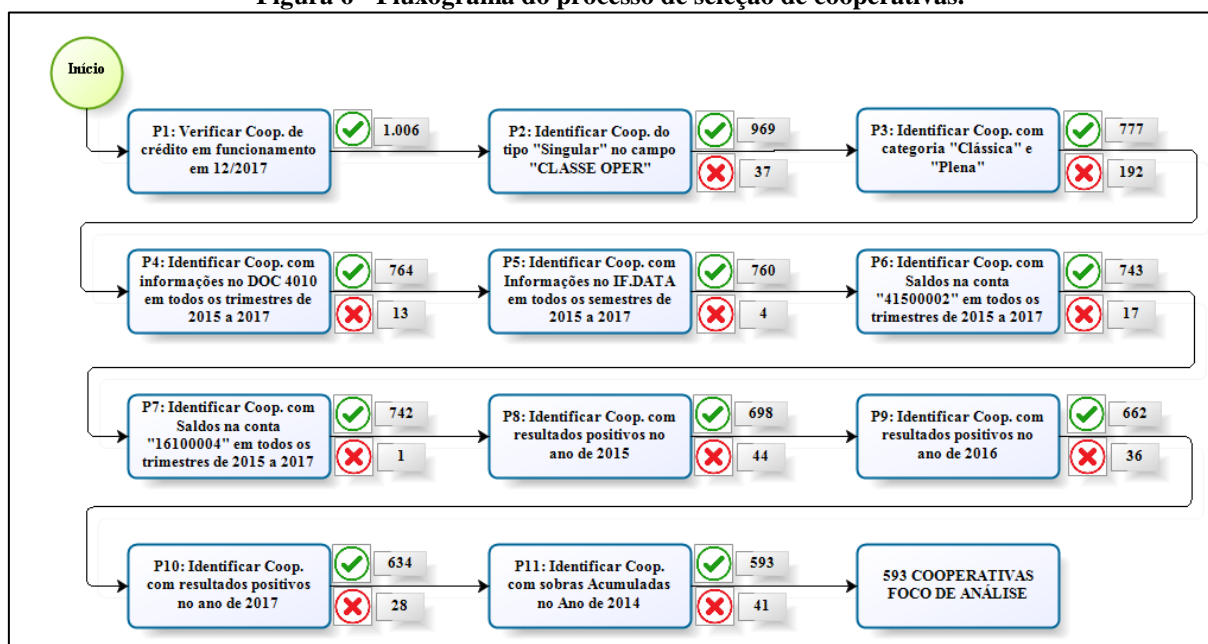 Figura 6 - Fluxograma do processo de seleção de cooperativas.
Início
P1: Verificar Coop. de
crédito em funcionamento
em 12/2017
1.006
P2: Identificar Coop. do
tipo "Singular" no campo
"CLASSE OPER"
969
37
P3: Identificar Coop. com
categoria "Clássica" e
"Plena"
777
192
P4: Identificar Coop. com
informações no DOC 4010
em todos os trimestres de
2015 a 2017
764
13
P5: Identificar Coop. com
Informações no IF.DATA
em todos os semestres de
2015 a 2017
760
4
P6: Identificar Coop. com
Saldos na conta
"41500002" em todos os
trimestres de 2015 a 2017
743
17
P7: Identificar Coop. com
Saldos na conta
"16100004" em todos os
trimestres de 2015 a 2017
742
1
P8: Identificar Coop. com
resultados positivos no
ano de 2015
698
44
P9: Identificar Coop. com
resultados positivos no
ano de 2016
662
36
P10: Identificar Coop.
com resultados positivos
no ano de 2017
634
28
P11: Identificar Coop.
com sobras Acumuladas
no Ano de 2014
593
41
593 COOPERATIVAS
FOCO DE ANÁLISE